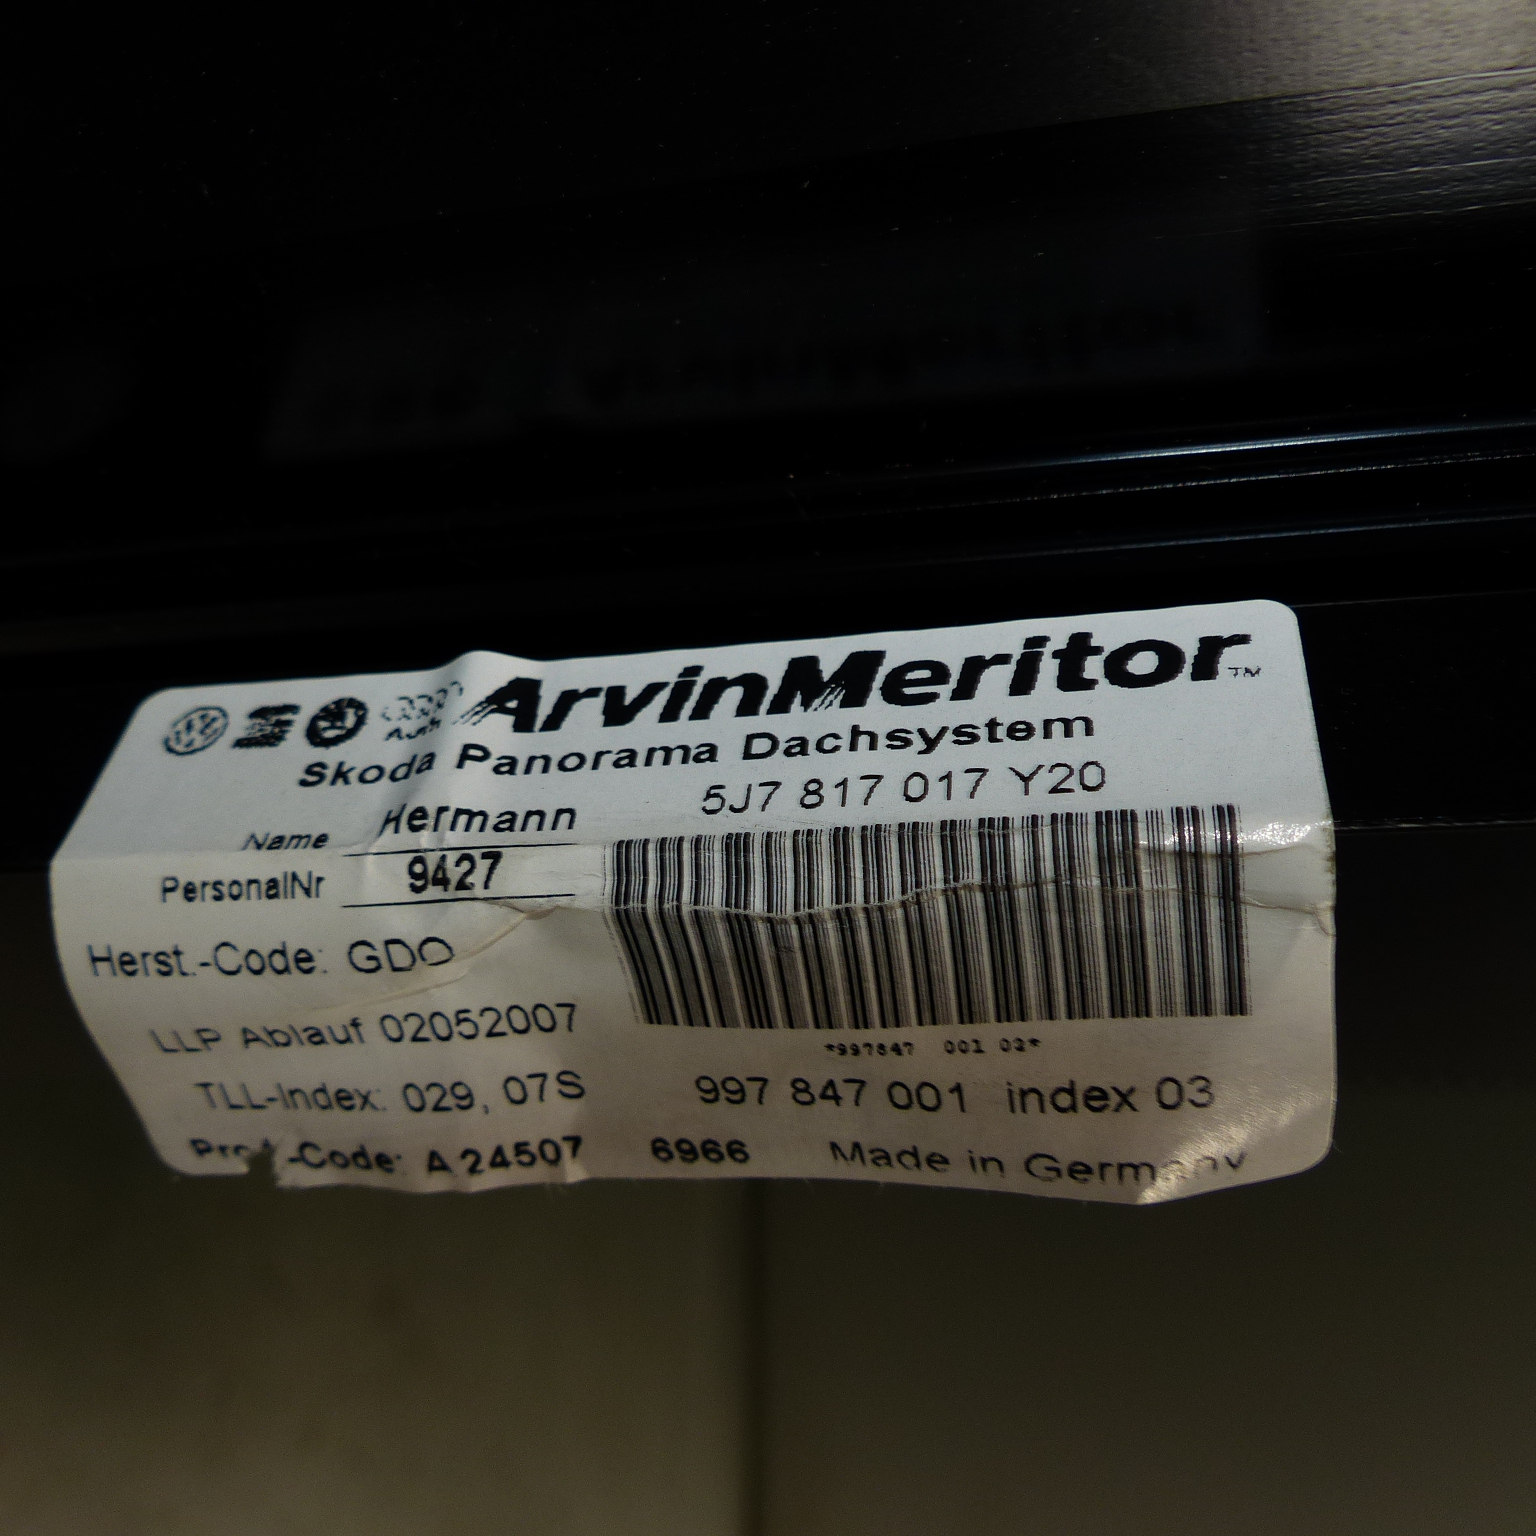 ArvinMeritor™
Skoda Panorama Dachsystem
5J7 817 017 Y20
Name Hermann
PersonalNr 9427
Herst.-Code: GDO
LLP Ablauf 02052007
*997847 001 03*
TLL-Index: 029, 07S
997 847 001 index 03
-Code: A 24507 6966 Made in Germany